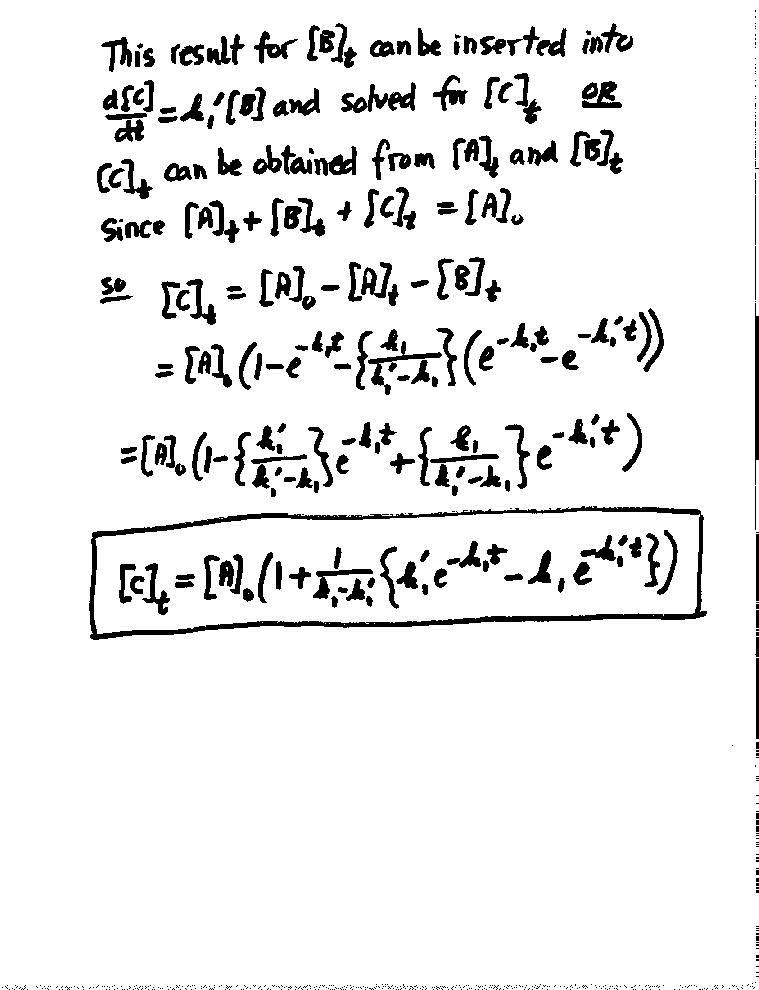 This result for [B]ₜ can be inserted into
d[C]/dt = k₁′[B] and solved for [C]ₜ OR
[C]ₜ can be obtained from [A]ₜ and [B]ₜ
Since [A]ₜ + [B]ₜ + [C]ₜ = [A]₀
so [C]ₜ = [A]₀ − [A]ₜ − [B]ₜ
= [A]₀ (1 − e^(−k₁t) − {k₁/(k₁′−k₁)} (e^(−k₁t) − e^(−k₁′t)))
= [A]₀ (1 − {k₁′/(k₁′−k₁)} e^(−k₁t) + {k₁/(k₁′−k₁)} e^(−k₁′t))
[C]ₜ = [A]₀ (1 + 1/(k₁−k₁′) {k₁′e^(−k₁t) − k₁e^(−k₁′t)})